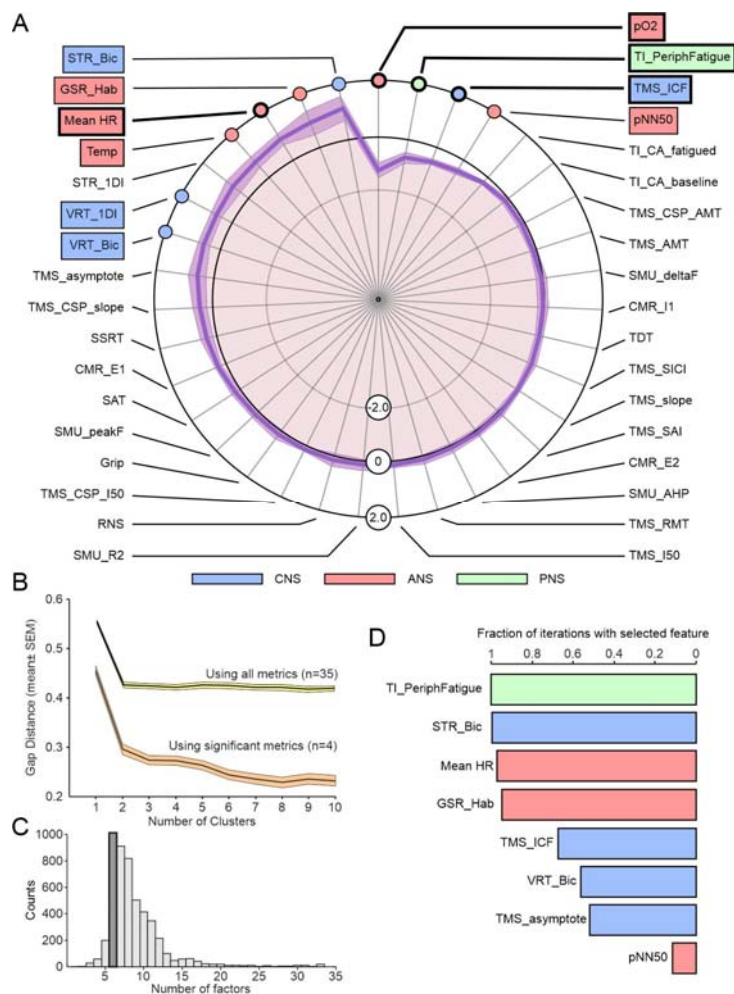 A
STR_Bic
GSR_Hab
Mean HR
Temp
STR_1DI
VRT_1DI
VRT_Bic
TMS_asymptote
TMS_CSP_slope
SSRT
CMR_E1
SAT
SMU_peakF
Grip
TMS_CSP_I50
RNS
SMU_R2
pO2
TI_PeriphFatigue
TMS_ICF
pNN50
TI_CA_fatigued
TI_CA_baseline
TMS_CSP_AMT
TMS_AMT
SMU_deltaF
CMR_I1
TDT
TMS_SICI
TMS_slope
TMS_SAI
CMR_E2
SMU_AHP
TMS_RMT
TMS_I50
-2.0
0
2.0
CNS ANS PNS
B
Gap Distance (mean± SEM)
0.6
0.5
0.4
0.3
0.2
Using all metrics (n=35)
Using significant metrics (n=4)
1 2 3 4 5 6 7 8 9 10
Number of Clusters
C
Counts
1000
800
600
400
200
0
5 10 15 20 25 30 35
Number of factors
D
Fraction of iterations with selected feature
1 0.8 0.6 0.4 0.2 0
TI_PeriphFatigue
STR_Bic
Mean HR
GSR_Hab
TMS_ICF
VRT_Bic
TMS_asymptote
pNN50